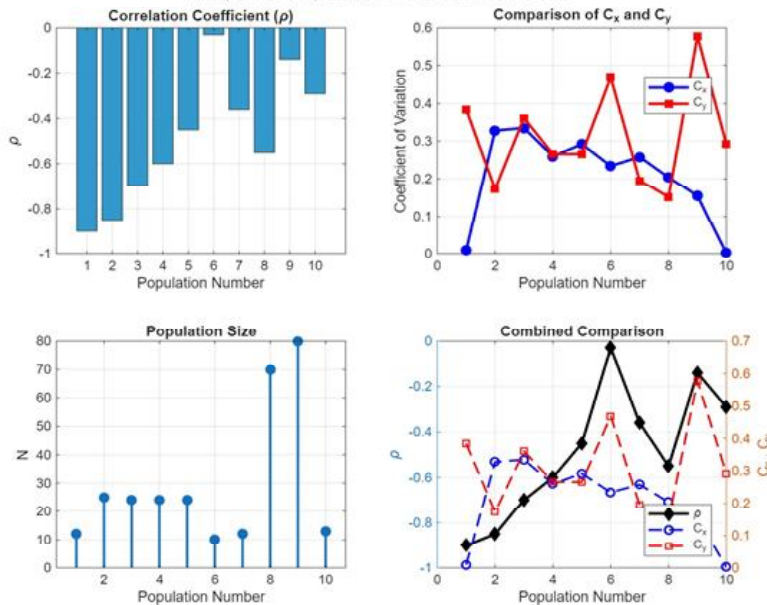 Correlation Coefficient (ρ)
0
-0.2
-0.4
-0.6
-0.8
-1
ρ
1 2 3 4 5 6 7 8 9 10
Population Number
Comparison of Cx and Cy
0.6
0.5
0.4
0.3
0.2
0.1
0
Coefficient of Variation
Cx
Cy
0 2 4 6 8 10
Population Number
Population Size
80
70
60
50
40
30
20
10
0
N
2 4 6 8 10
Population Number
Combined Comparison
0
-0.2
-0.4
-0.6
-0.8
-1
ρ
0.7
0.6
0.5
0.4
0.3
0.2
0.1
0
ρ
Cx
Cy
0 2 4 6 8 10
Population Number